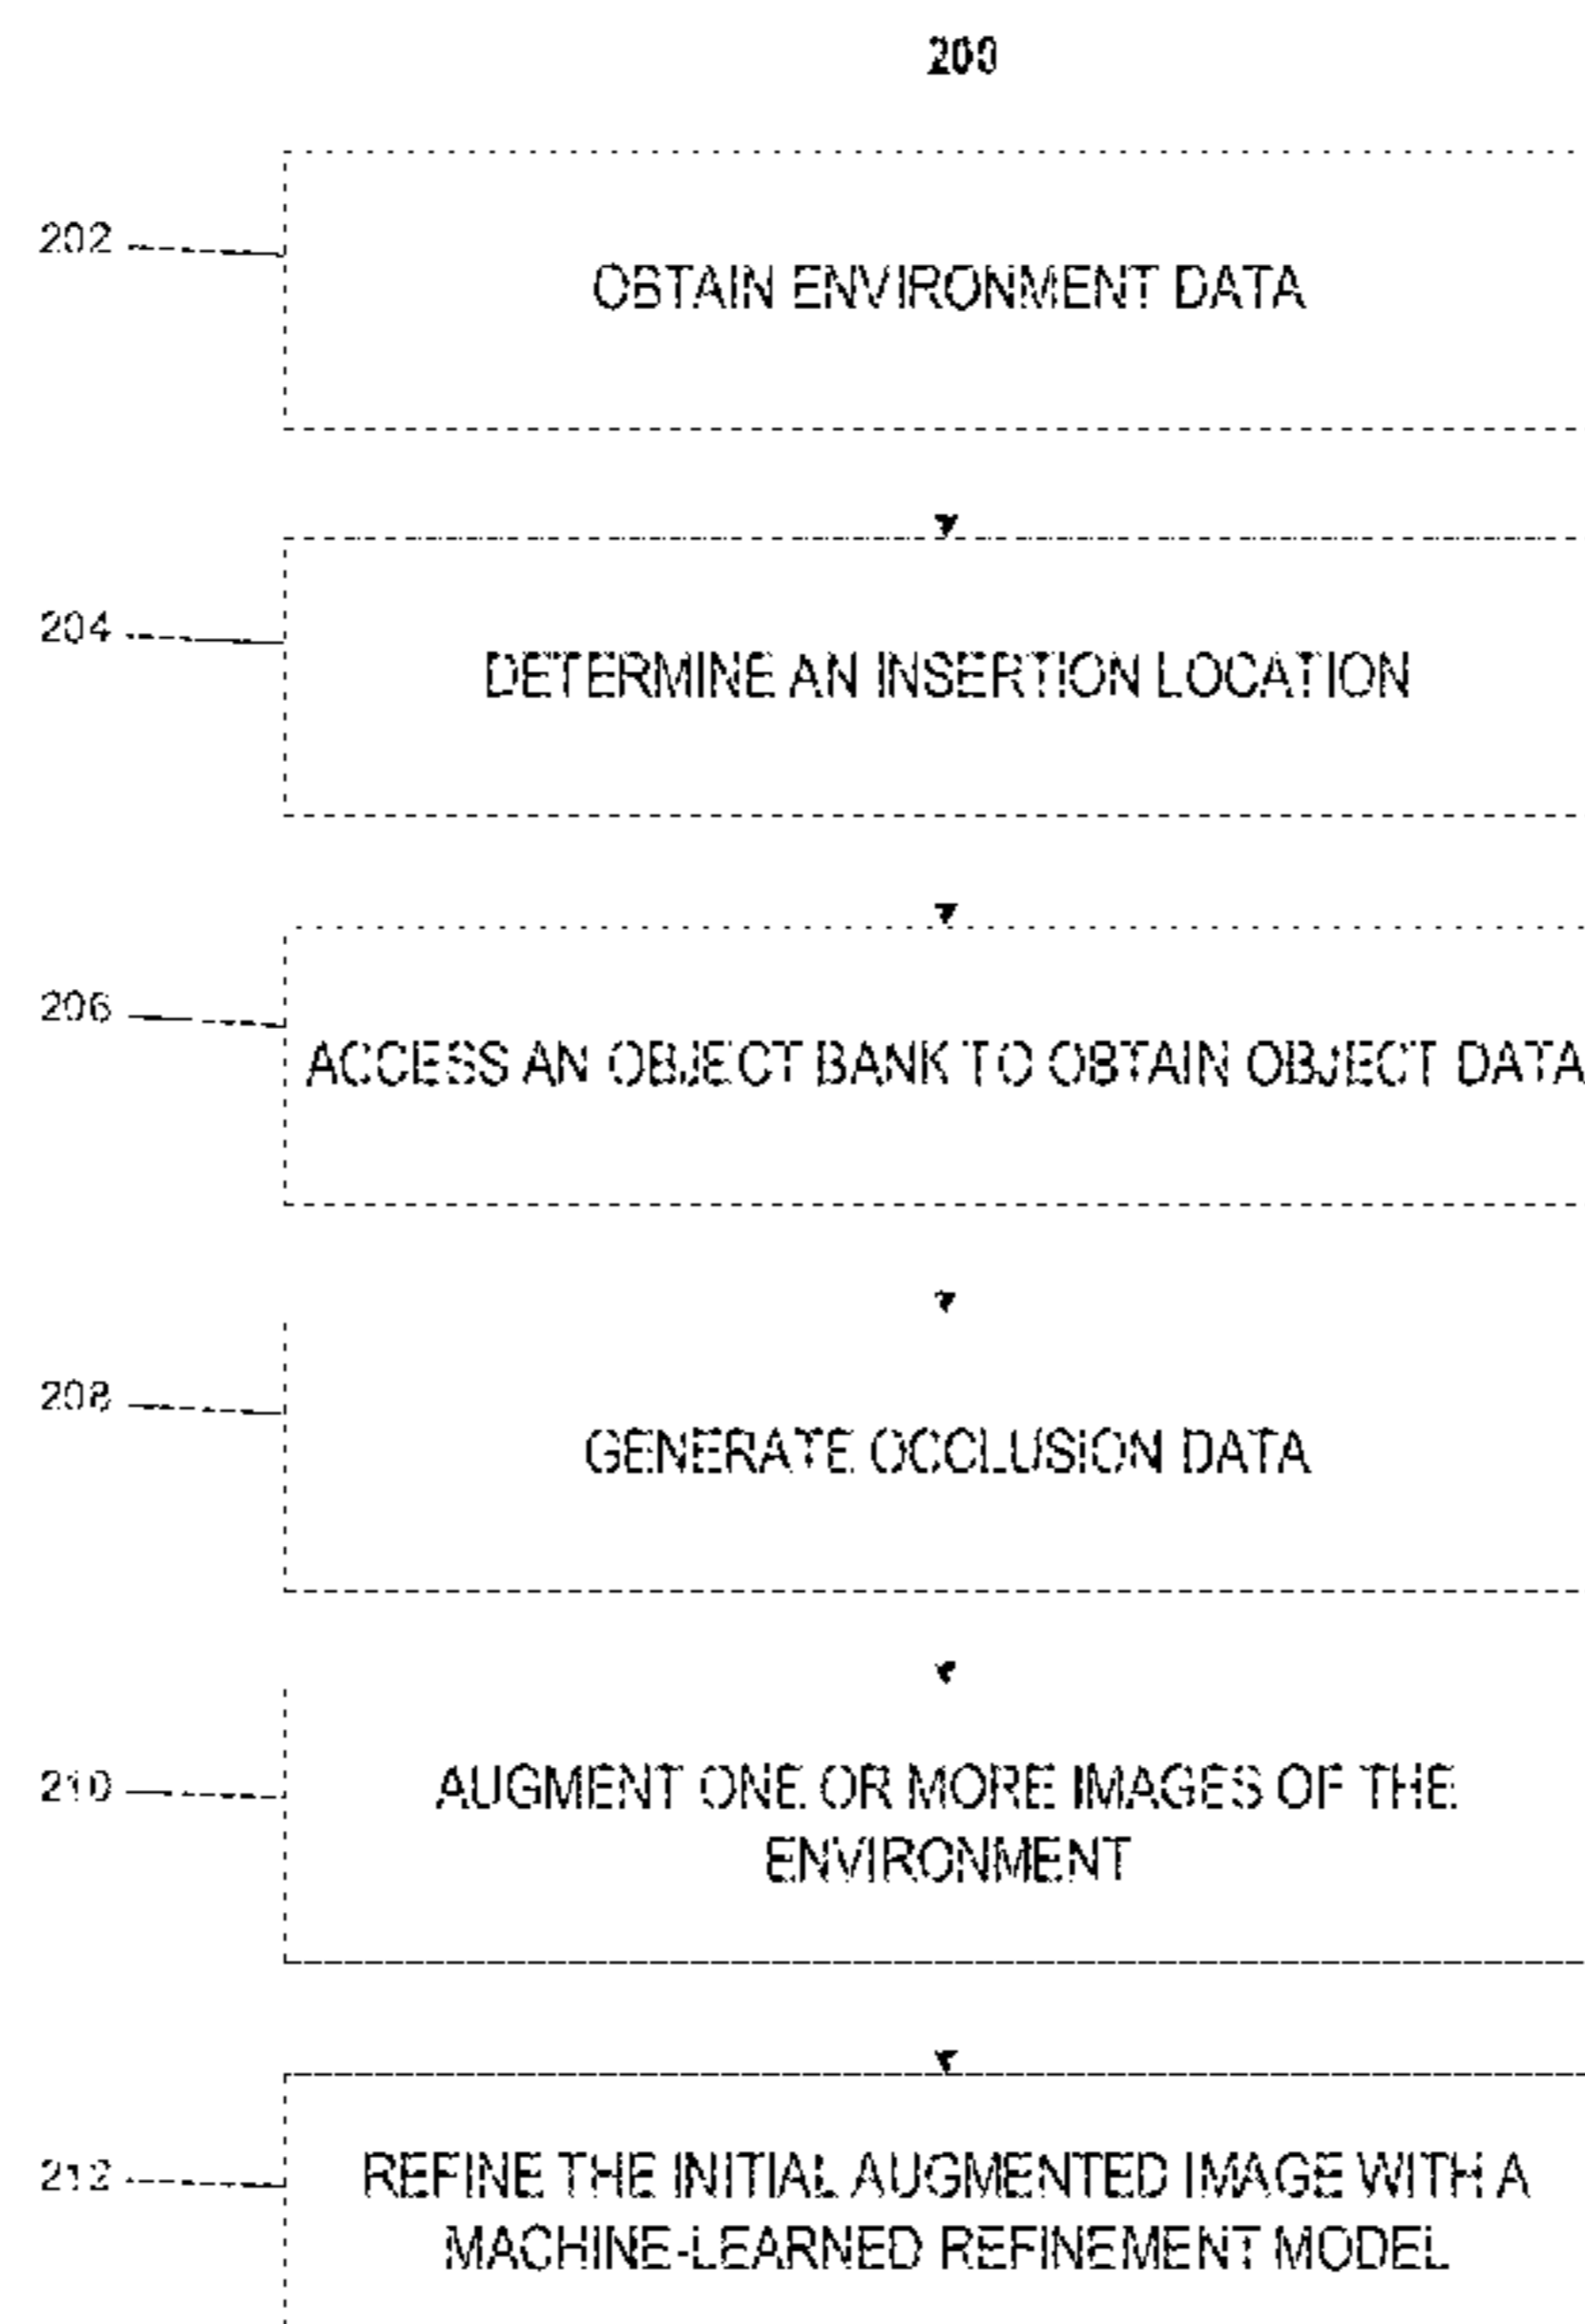 200
202
OBTAIN ENVIRONMENT DATA
204
DETERMINE AN INSERTION LOCATION
206
ACCESS AN OBJECT BANK TO OBTAIN OBJECT DATA
208
GENERATE OCCLUSION DATA
210
AUGMENT ONE OR MORE IMAGES OF THE
ENVIRONMENT
212
REFINE THE INITIAL AUGMENTED IMAGE WITH A
MACHINE-LEARNED REFINEMENT MODEL